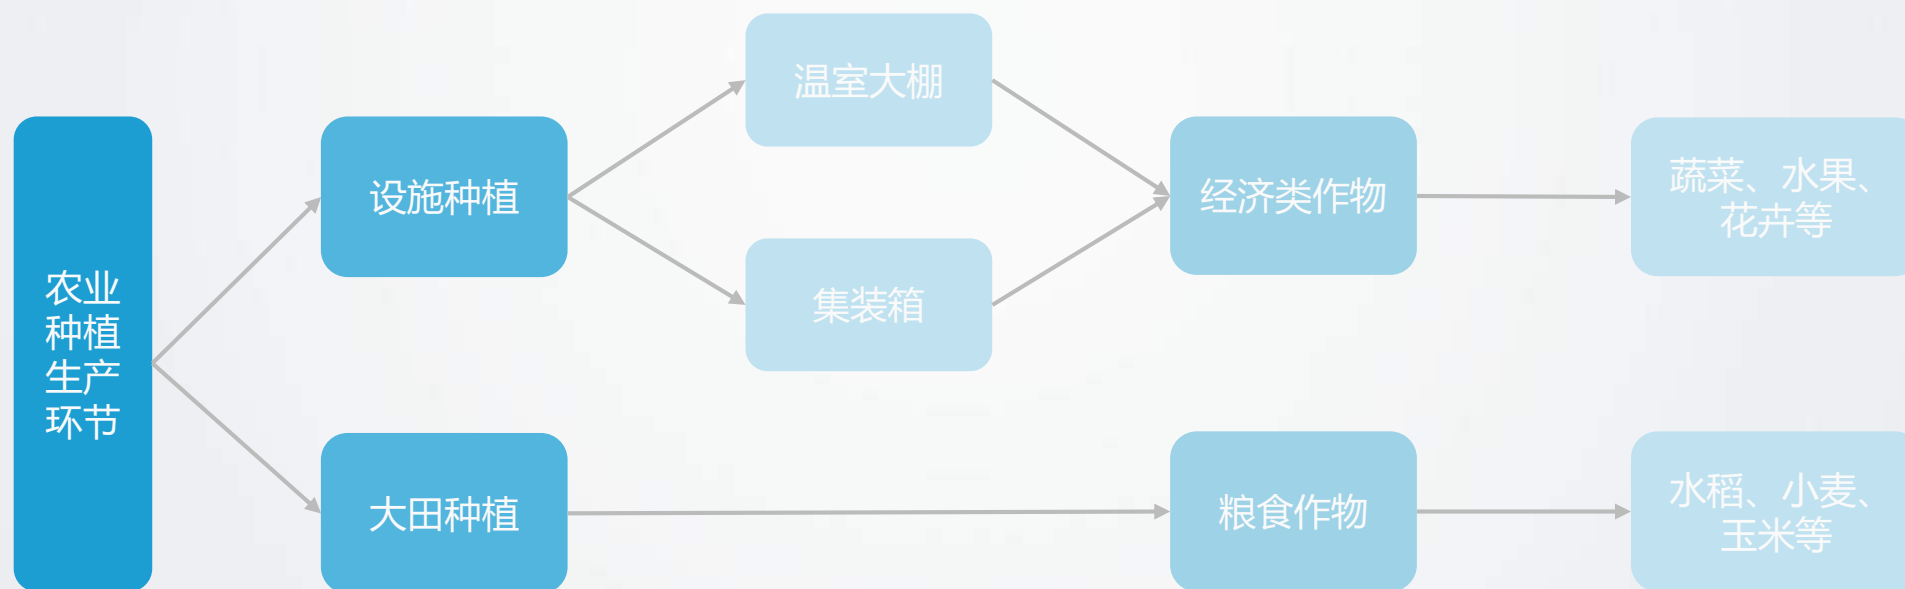 农业
种植
生产
环节
设施种植
温室大棚
集装箱
经济类作物
蔬菜、水果、
花卉等
大田种植
粮食作物
水稻、小麦、
玉米等